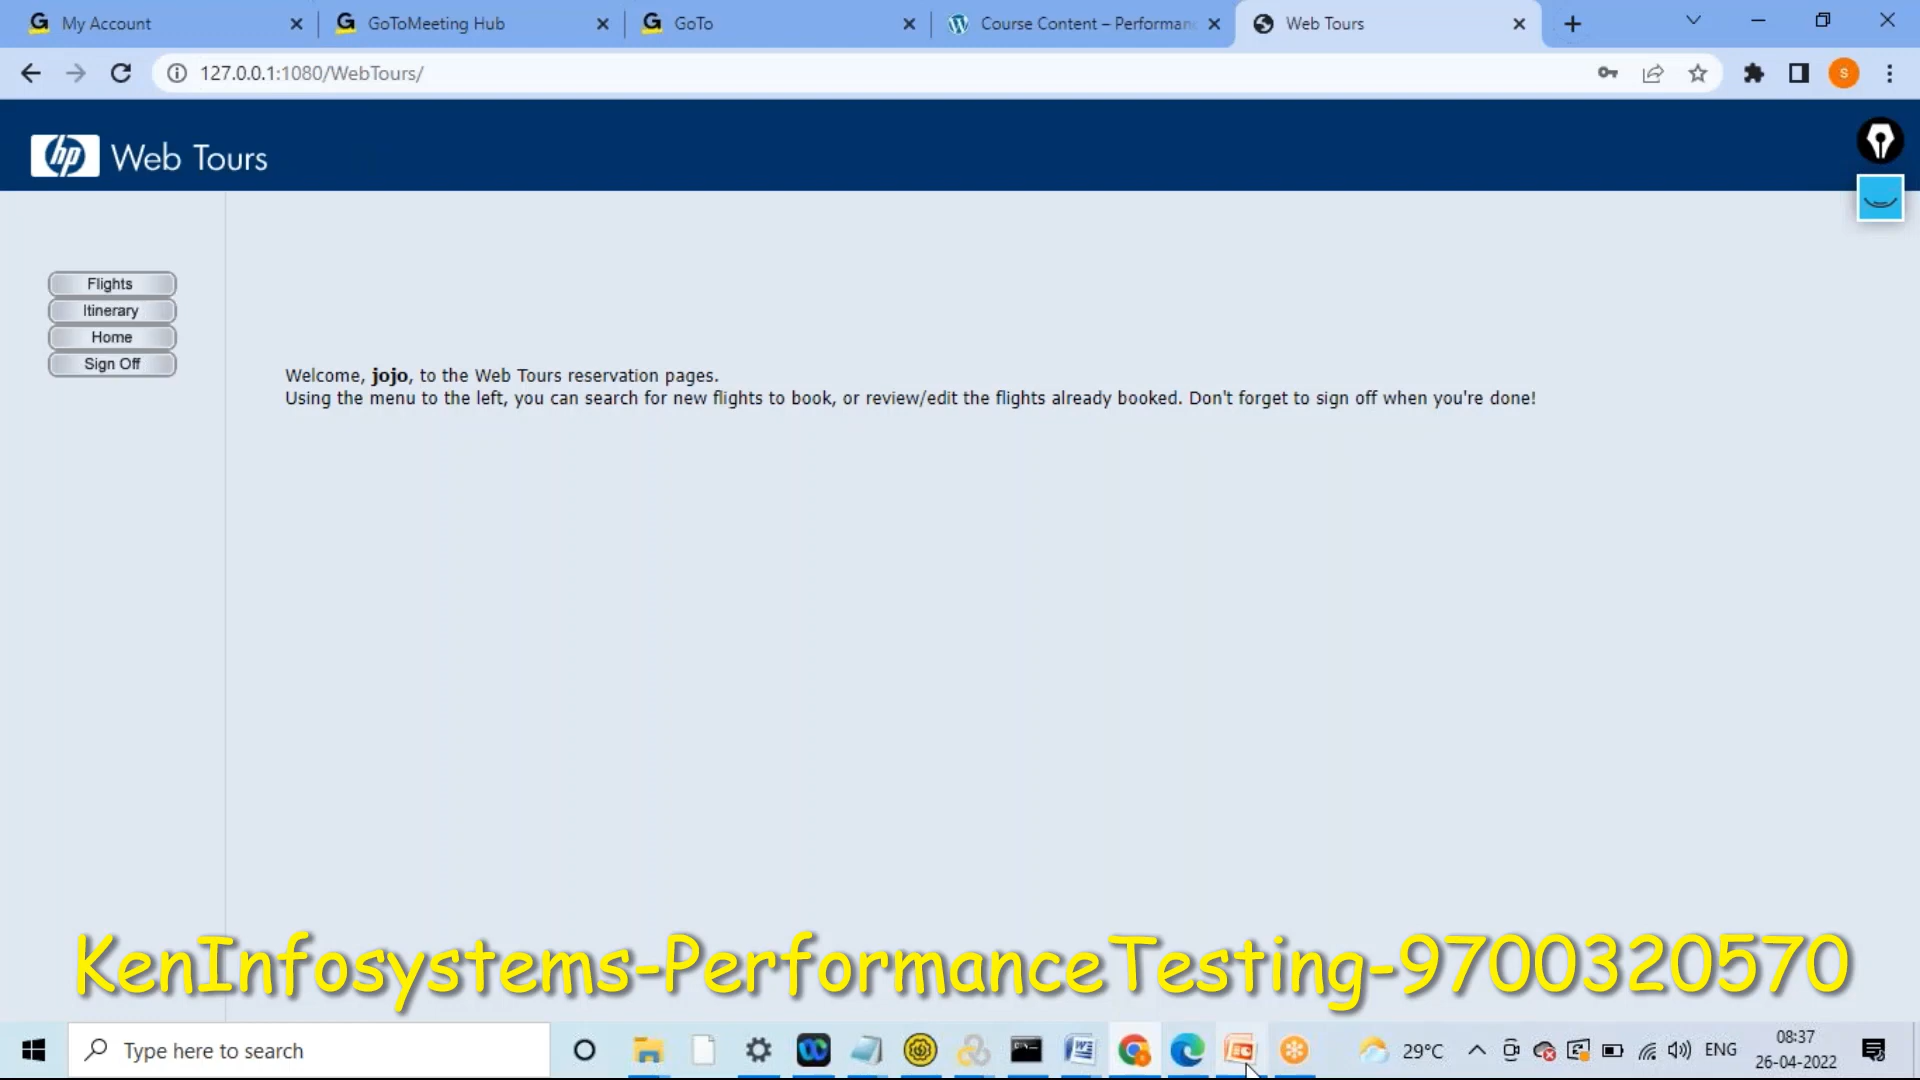 My Account
GoToMeeting Hub
GoTo
Course Content – Performan
Web Tours
127.0.0.1:1080/WebTours/
S
hp Web Tours
Flights
Itinerary
Home
Sign Off
Welcome, jojo, to the Web Tours reservation pages.
Using the menu to the left, you can search for new flights to book, or review/edit the flights already booked. Don't forget to sign off when you're done!
KenInfosystems-PerformanceTesting-9700320570
Type here to search
29°C
ENG
08:37
26-04-2022